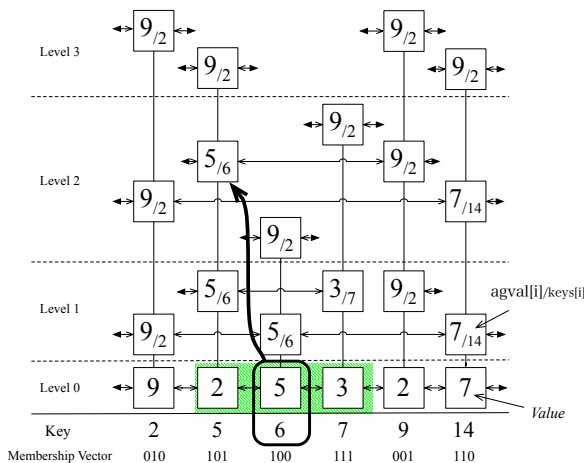 9/2 9/2
Level 3
9/2 9/2
9/2
5/6 9/2
Level 2
9/2 7/14
9/2
5/6 3/7 9/2 agval[i]/keys[i]
Level 1
9/2 5/6 7/14
Level 0 9 2 5 3 2 7
Value
Key 2 5 6 7 9 14
Membership Vector 010 101 100 111 001 110